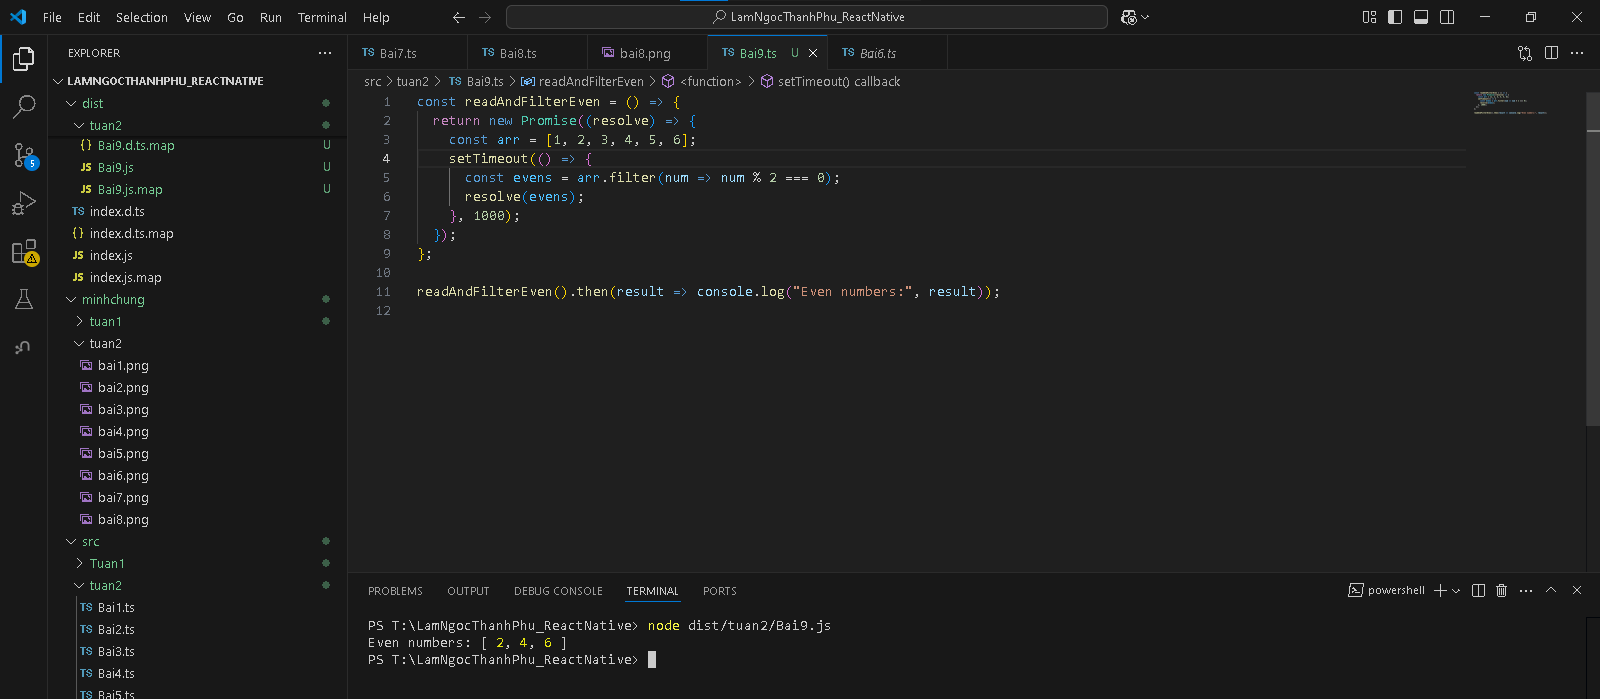 File Edit Selection View Go Run Terminal Help
LamNgocThanhPhu_ReactNative
EXPLORER
LAMNGOCTHANHPHU_REACTNATIVE
dist
tuan2
{} Bai9.d.ts.map U
JS Bai9.js U
JS Bai9.js.map U
TS index.d.ts
{} index.d.ts.map
JS index.js
JS index.js.map
minhchung
tuan1
tuan2
bai1.png
bai2.png
bai3.png
bai4.png
bai5.png
bai6.png
bai7.png
bai8.png
src
Tuan1
tuan2
TS Bai1.ts
TS Bai2.ts
TS Bai3.ts
TS Bai4.ts
TS Bai5.ts
5
TS Bai7.ts
TS Bai8.ts
bai8.png
TS Bai9.ts U
TS Bai6.ts
src > tuan2 > TS Bai9.ts > readAndFilterEven > <function> > setTimeout() callback
1 const readAndFilterEven = () => {
2 return new Promise((resolve) => {
3 const arr = [1, 2, 3, 4, 5, 6];
4 setTimeout(() => {
5 const evens = arr.filter(num => num % 2 === 0);
6 resolve(evens);
7 }, 1000);
8 });
9 };
10
11 readAndFilterEven().then(result => console.log("Even numbers:", result));
12
PROBLEMS OUTPUT DEBUG CONSOLE TERMINAL PORTS
powershell
PS T:\LamNgocThanhPhu_ReactNative> node dist/tuan2/Bai9.js
Even numbers: [ 2, 4, 6 ]
PS T:\LamNgocThanhPhu_ReactNative>